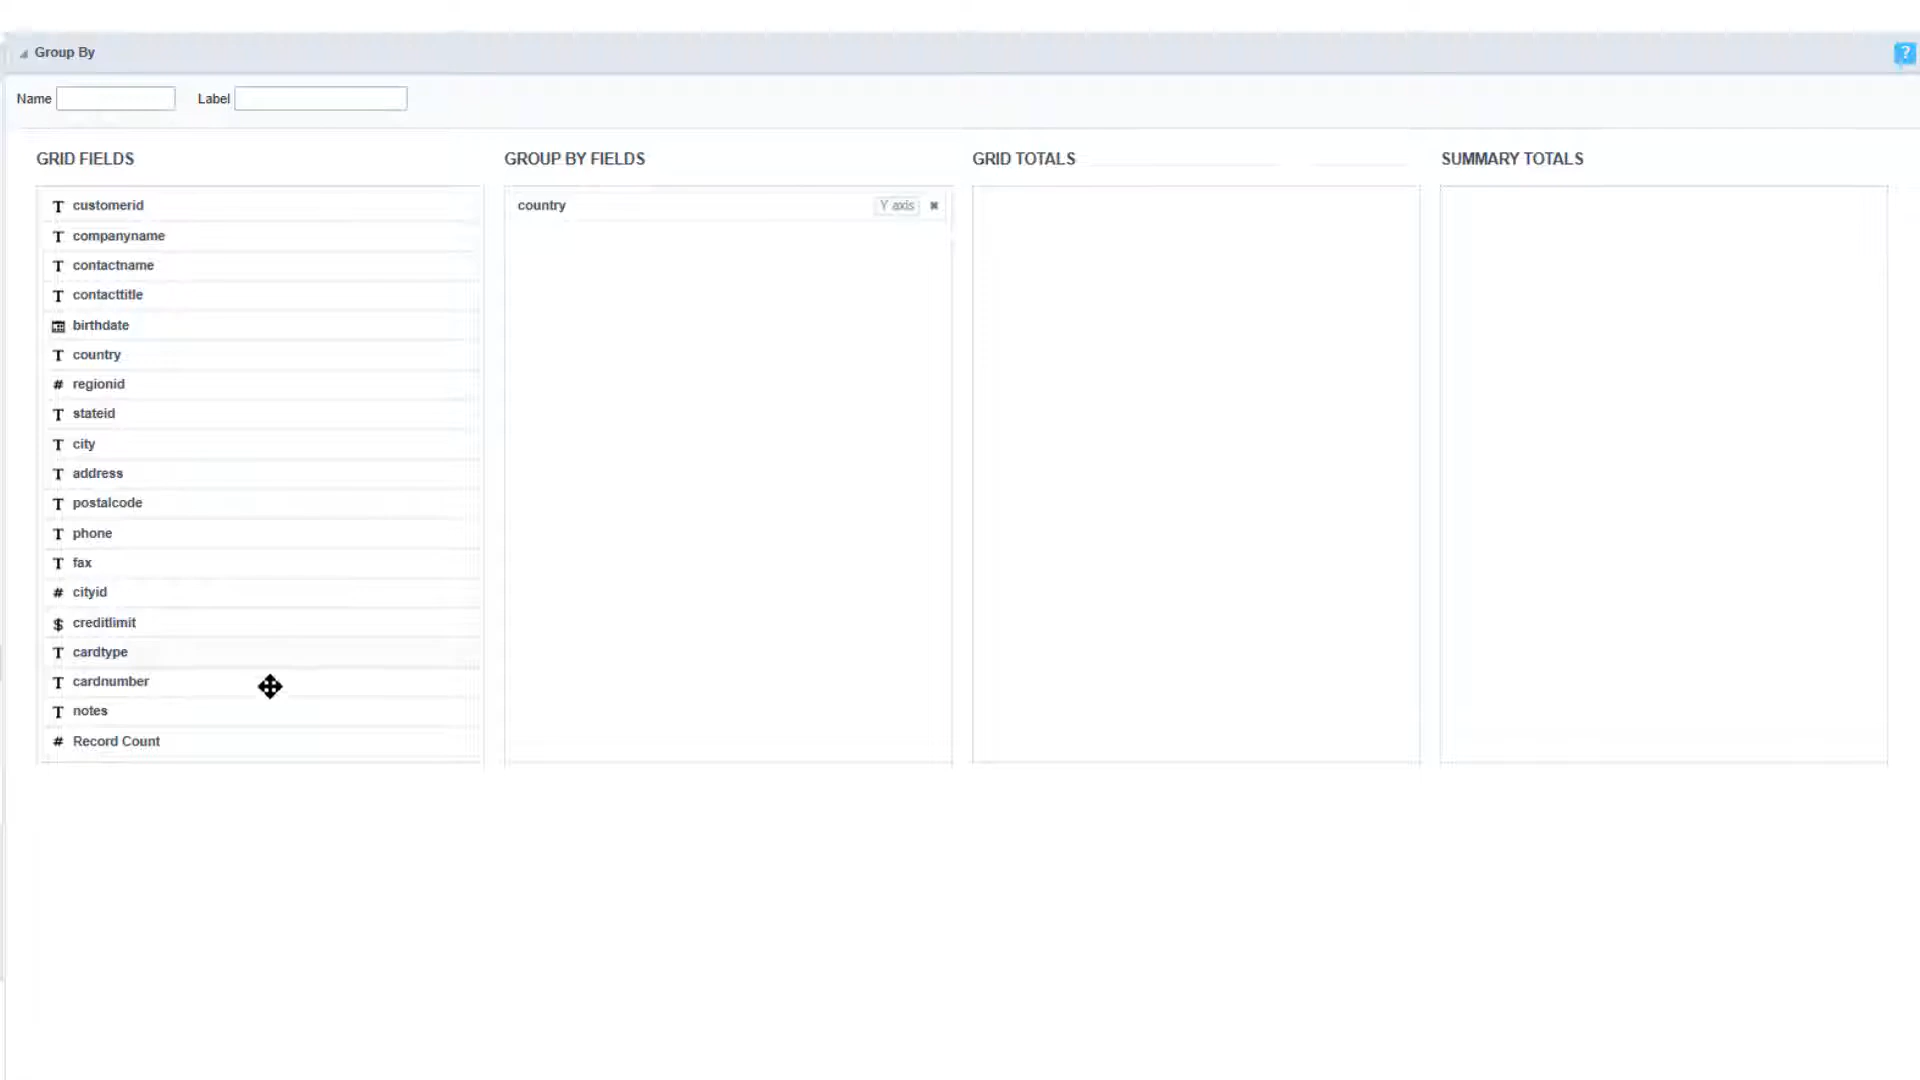 Group By
?
Name
Label
GRID FIELDS
customerid
companyname
contactname
contacttitle
birthdate
country
# regionid
stateid
city
address
postalcode
phone
fax
# cityid
$ creditlimit
cardtype
cardnumber
notes
# Record Count
GROUP BY FIELDS
country Y axis
GRID TOTALS
SUMMARY TOTALS